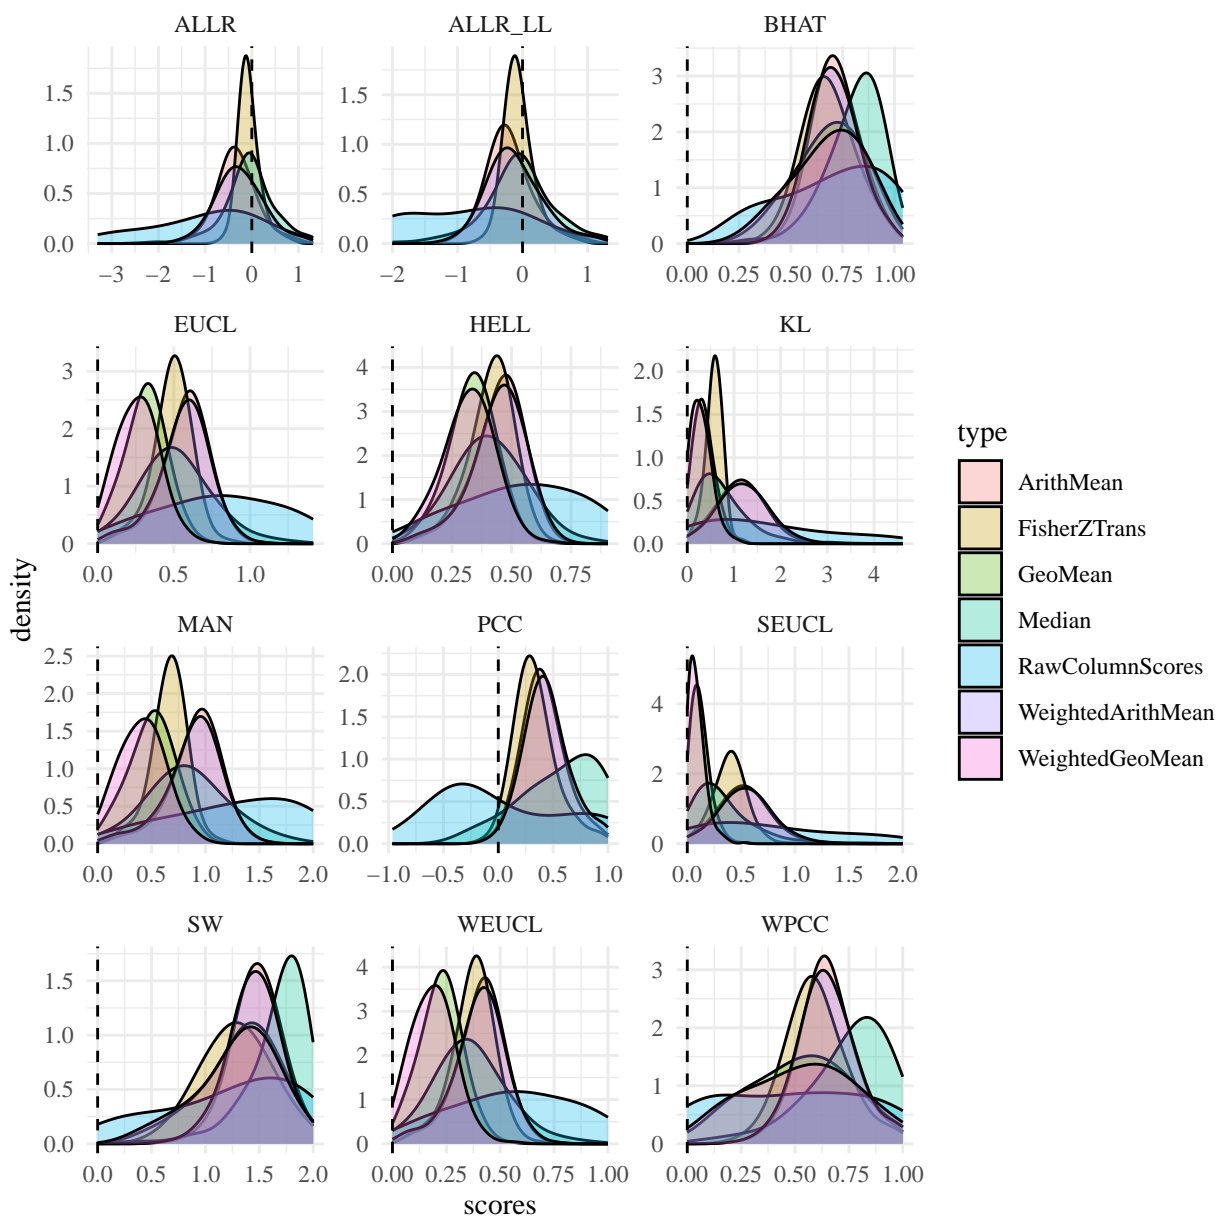 ALLR ALLR_LL BHAT
0.0 0.5 1.0 1.5
−3 −2 −1 0 1
0.0 0.5 1.0 1.5
−2 −1 0 1
0 1 2 3
0.00 0.25 0.50 0.75 1.00
EUCL HELL KL
0 1 2 3
0.0 0.5 1.0
0 1 2 3 4
0.00 0.25 0.50 0.75
0.0 0.5 1.0 1.5 2.0
0 1 2 3 4
MAN PCC SEUCL
0.0 0.5 1.0 1.5 2.0 2.5
0.0 0.5 1.0 1.5 2.0
0.0 0.5 1.0 1.5 2.0
−1.0 −0.5 0.0 0.5 1.0
0 2 4
0.0 0.5 1.0 1.5 2.0
SW WEUCL WPCC
0.0 0.5 1.0 1.5
0.0 0.5 1.0 1.5 2.0
0 1 2 3 4
0.00 0.25 0.50 0.75 1.00
0 1 2 3
0.00 0.25 0.50 0.75 1.00
scores
density
type
ArithMean
FisherZTrans
GeoMean
Median
RawColumnScores
WeightedArithMean
WeightedGeoMean